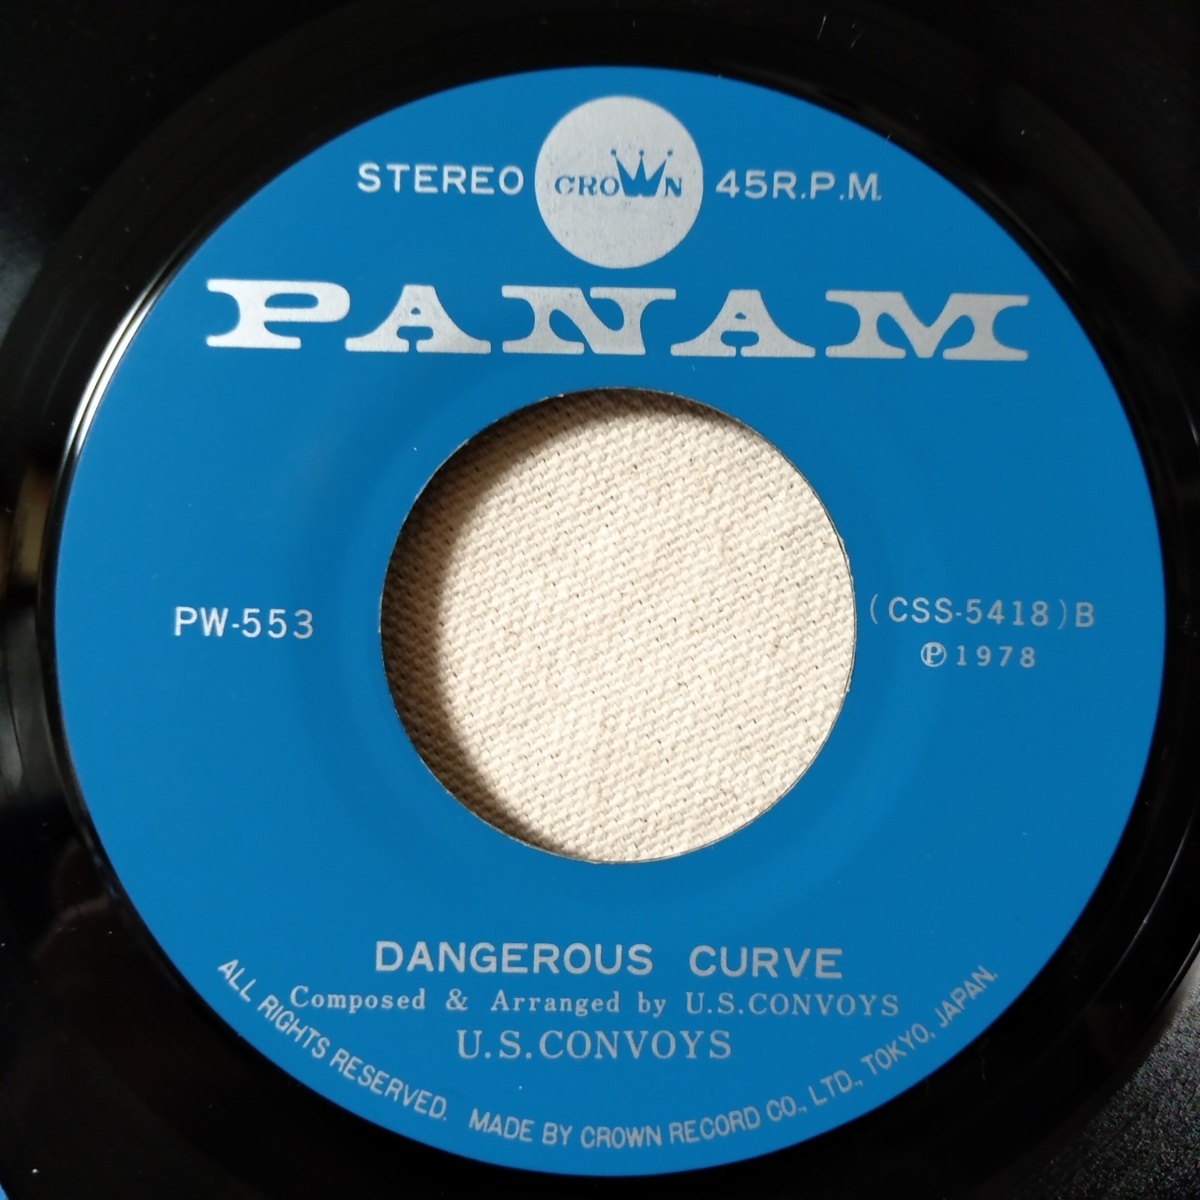 STEREO CROWN 45R.P.M.
PANAM
PW-553
(CSS-5418)B
Ⓟ1978
DANGEROUS CURVE
Composed & Arranged by U.S.CONVOYS
U.S.CONVOYS
ALL RIGHTS RESERVED. MADE BY CROWN RECORD CO., LTD., TOKYO, JAPAN.